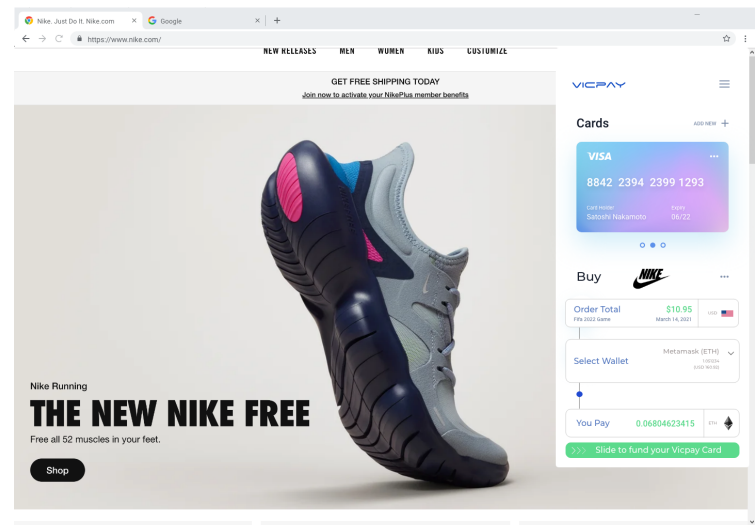 Nike. Just Do It. Nike.com
Google
https://www.nike.com/
NEW RELEASES MEN WOMEN KIDS CUSTOMIZE
GET FREE SHIPPING TODAY
Join now to activate your NikePlus member benefits
Nike Running
THE NEW NIKE FREE
Free all 52 muscles in your feet.
Shop
VICPAY
Cards
ADD NEW +
VISA
8842 2394 2399 1293
Card Holder Expiry
Satoshi Nakamoto 06/22
Buy NIKE
Order Total $10.95 USD
Fifa 2022 Game March 14, 2021
Metamask (ETH)
Select Wallet
You Pay 0.06804623415 ETH
>>> Slide to fund your Vicpay Card